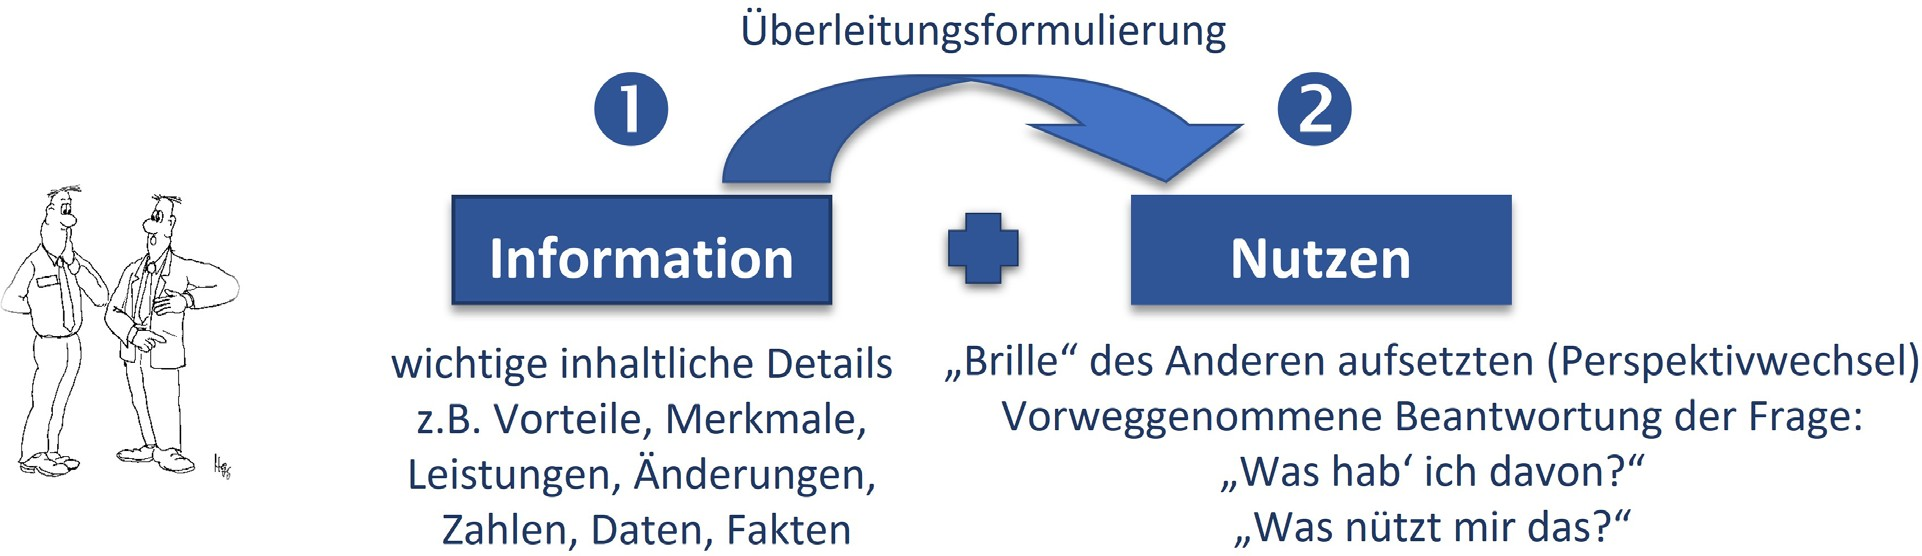 Überleitungsformulierung
1
2
Information
Nutzen
wichtige inhaltliche Details
z.B. Vorteile, Merkmale,
Leistungen, Änderungen,
Zahlen, Daten, Fakten
„Brille“ des Anderen aufsetzten (Perspektivwechsel)
Vorweggenommene Beantwortung der Frage:
„Was hab‘ ich davon?“
„Was nützt mir das?“